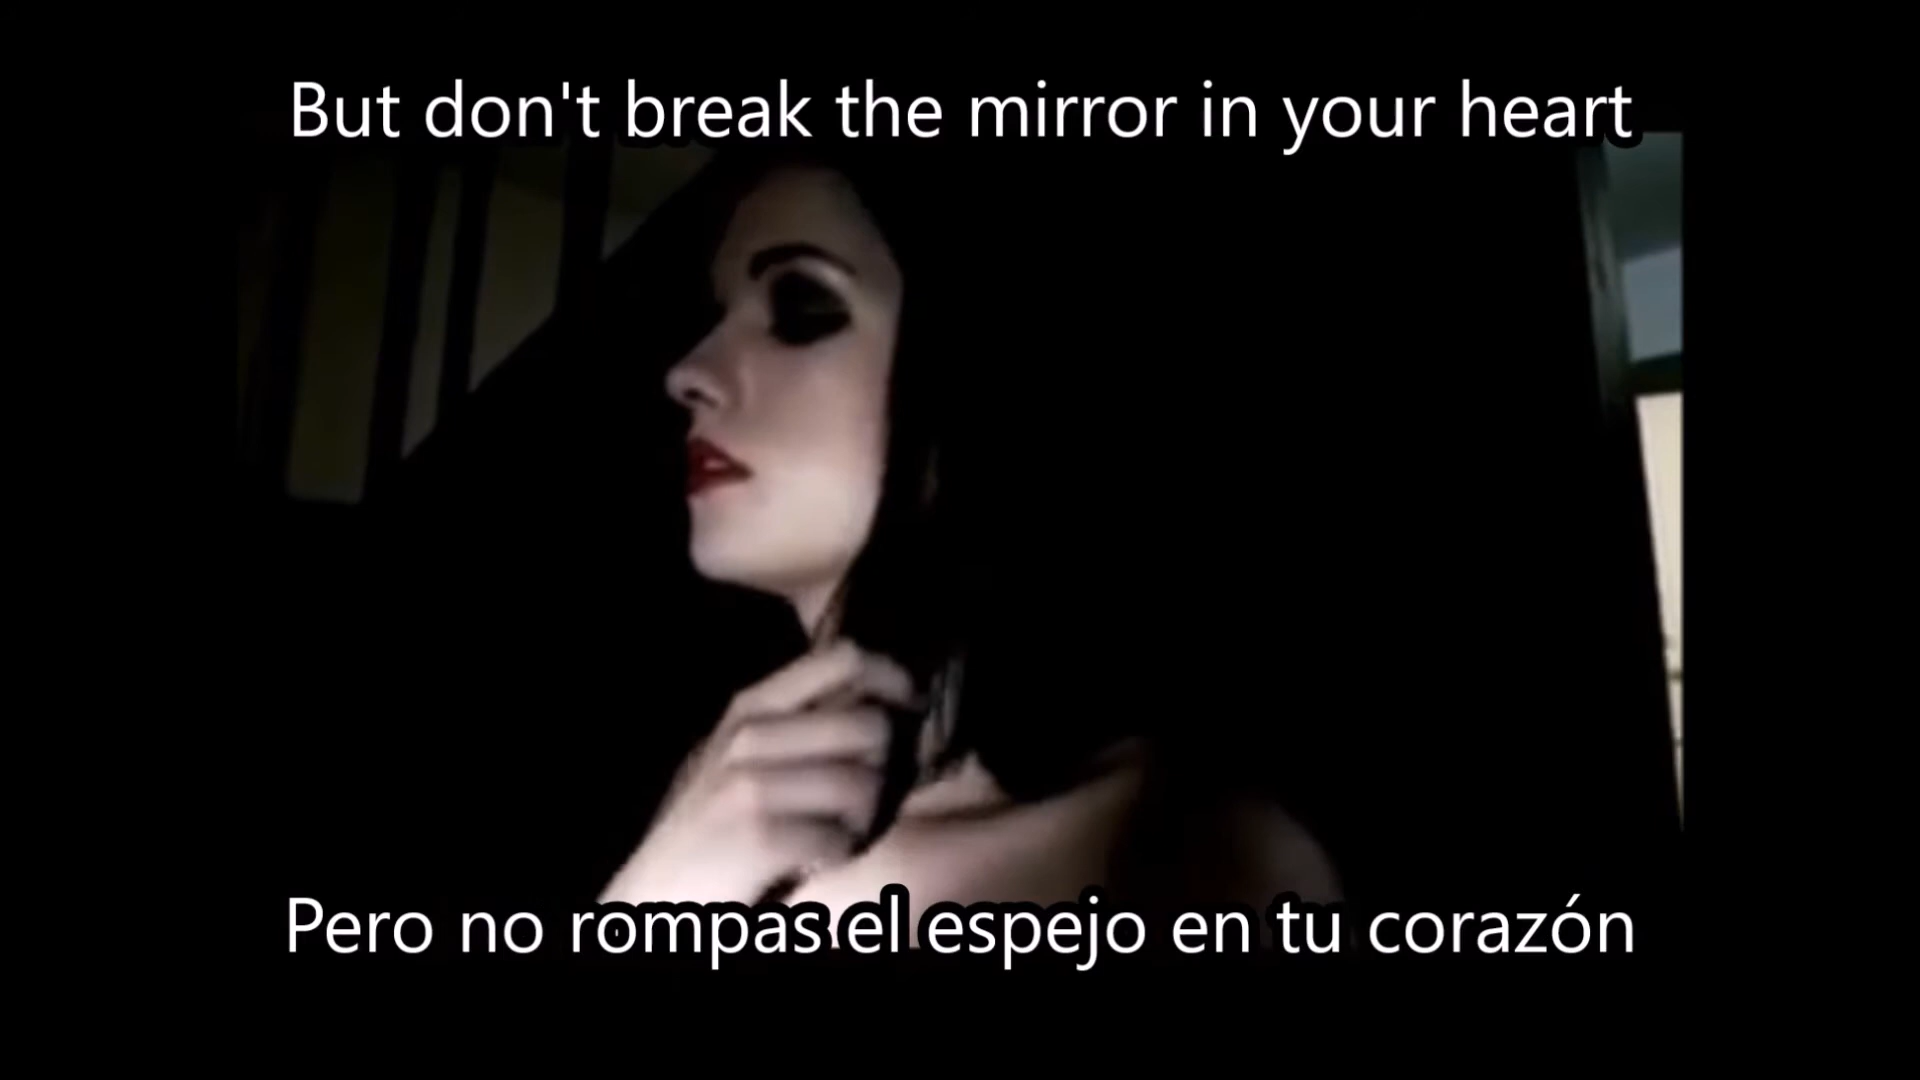 But don't break the mirror in your heart
Pero no rompas el espejo en tu corazón